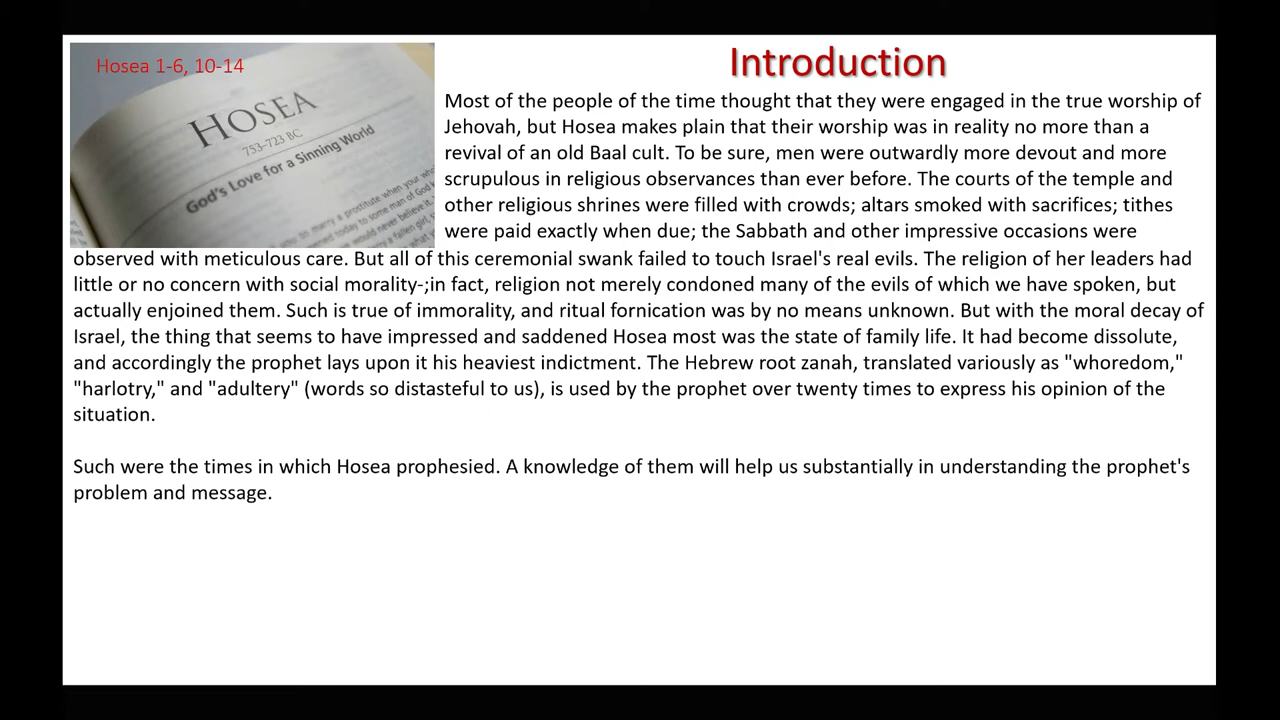 Hosea 1-6, 10-14
HOSEA
753–723 BC
God's Love for a Sinning World
Introduction
Most of the people of the time thought that they were engaged in the true worship of
Jehovah, but Hosea makes plain that their worship was in reality no more than a
revival of an old Baal cult. To be sure, men were outwardly more devout and more
scrupulous in religious observances than ever before. The courts of the temple and
other religious shrines were filled with crowds; altars smoked with sacrifices; tithes
were paid exactly when due; the Sabbath and other impressive occasions were
observed with meticulous care. But all of this ceremonial swank failed to touch Israel's real evils. The religion of her leaders had
little or no concern with social morality-;in fact, religion not merely condoned many of the evils of which we have spoken, but
actually enjoined them. Such is true of immorality, and ritual fornication was by no means unknown. But with the moral decay of
Israel, the thing that seems to have impressed and saddened Hosea most was the state of family life. It had become dissolute,
and accordingly the prophet lays upon it his heaviest indictment. The Hebrew root zanah, translated variously as "whoredom,"
"harlotry," and "adultery" (words so distasteful to us), is used by the prophet over twenty times to express his opinion of the
situation.
Such were the times in which Hosea prophesied. A knowledge of them will help us substantially in understanding the prophet's
problem and message.